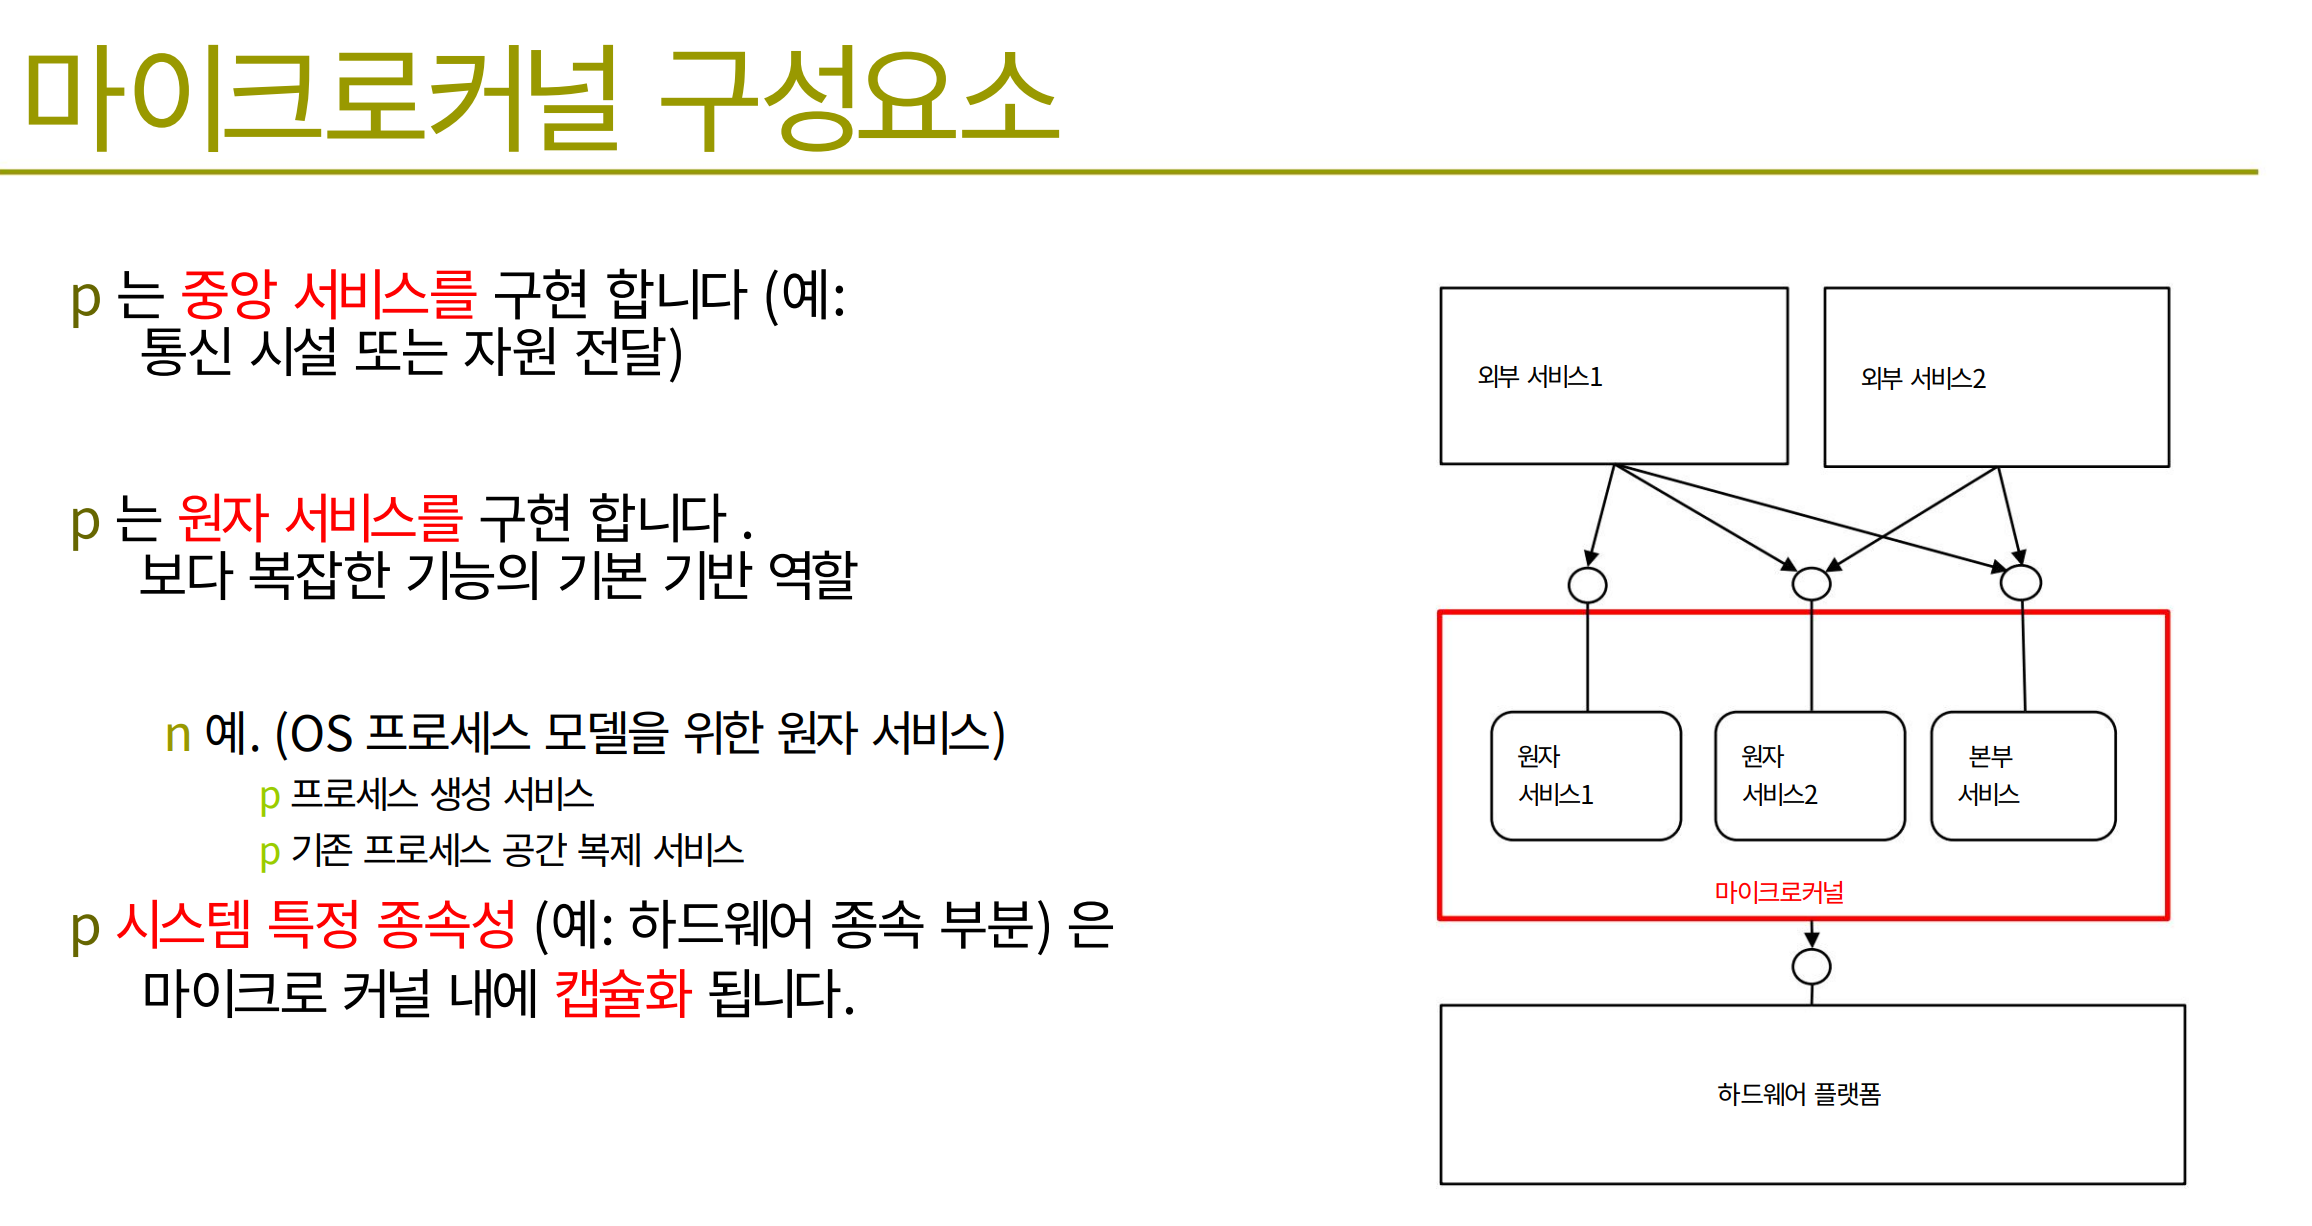 마이크로커널 구성요소
p 는 중앙 서비스를 구현 합니다 (예:
통신 시설 또는 자원 전달)
p 는 원자 서비스를 구현 합니다 .
보다 복잡한 기능의 기본 기반 역할
n 예. (OS 프로세스 모델을 위한 원자 서비스)
p 프로세스 생성 서비스
p 기존 프로세스 공간 복제 서비스
p 시스템 특정 종속성 (예: 하드웨어 종속 부분) 은
마이크로 커널 내에 캡슐화 됩니다.
외부 서비스1
외부 서비스2
원자
서비스1
원자
서비스2
본부
서비스
마이크로커널
하드웨어 플랫폼